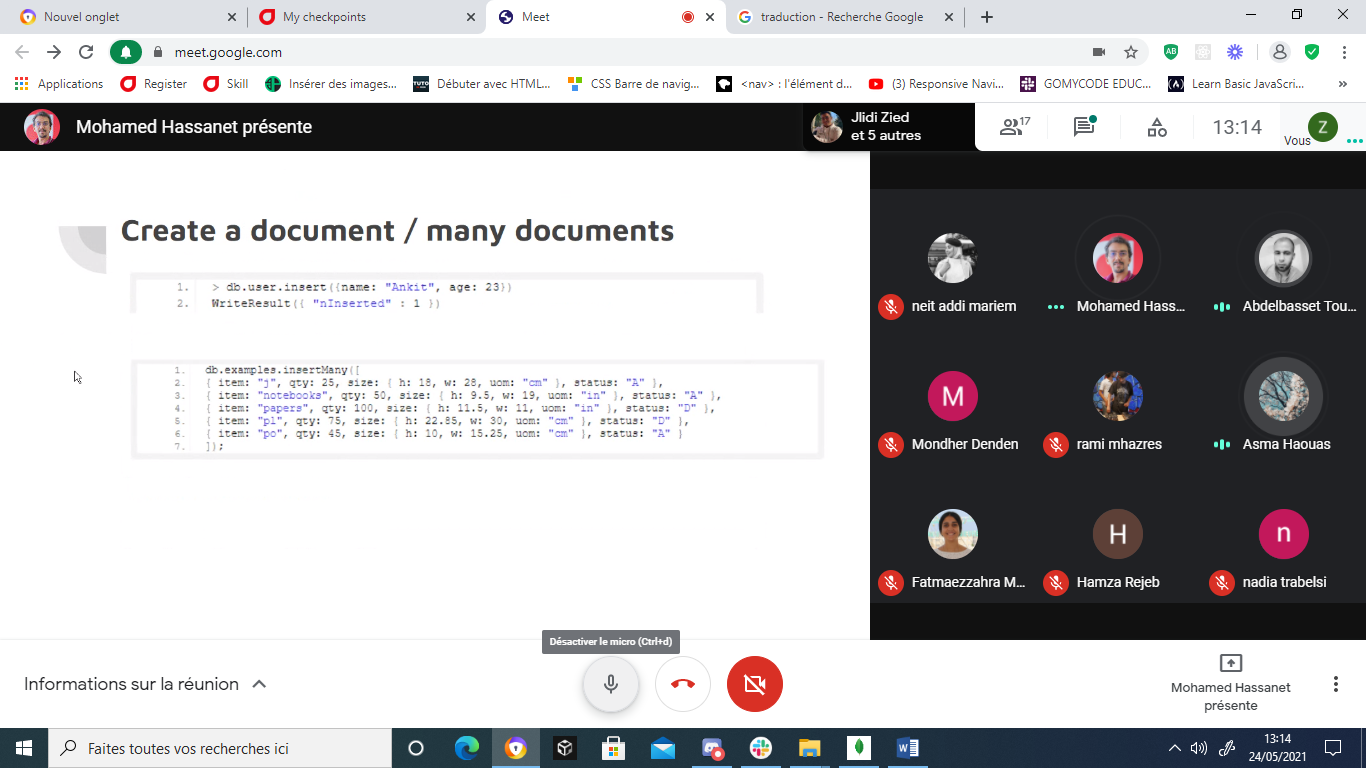 Nouvel onglet
My checkpoints
Meet
traduction - Recherche Google
meet.google.com
Applications
Register
Skill
Insérer des images...
Débuter avec HTML...
CSS Barre de navig...
<nav> : l'élément d...
(3) Responsive Navi...
GOMYCODE EDUC...
Learn Basic JavaScri...
»
Mohamed Hassanet présente
Jlidi Zied
et 5 autres
17
13:14
Vous
Z
Create a document / many documents
1. > db.user.insert({name: "Ankit", age: 23})
2. WriteResult({ "nInserted" : 1 })
1. db.examples.insertMany([
2. { item: "j", qty: 25, size: { h: 18, w: 28, uom: "cm" }, status: "A" },
3. { item: "notebooks", qty: 50, size: { h: 9.5, w: 19, uom: "in" }, status: "A" },
4. { item: "papers", qty: 100, size: { h: 11.5, w: 11, uom: "in" }, status: "D" },
5. { item: "pl", qty: 75, size: { h: 22.85, w: 30, uom: "cm" }, status: "D" },
6. { item: "po", qty: 45, size: { h: 10, w: 15.25, uom: "cm" }, status: "A" }
7. ]);
neit addi mariem
Mohamed Hass...
Abdelbasset Tou...
M
Mondher Denden
rami mhazres
Asma Haouas
Fatmaezzahra M...
H
Hamza Rejeb
n
nadia trabelsi
Désactiver le micro (Ctrl+d)
Informations sur la réunion
Mohamed Hassanet
présente
Faites toutes vos recherches ici
13:14
24/05/2021